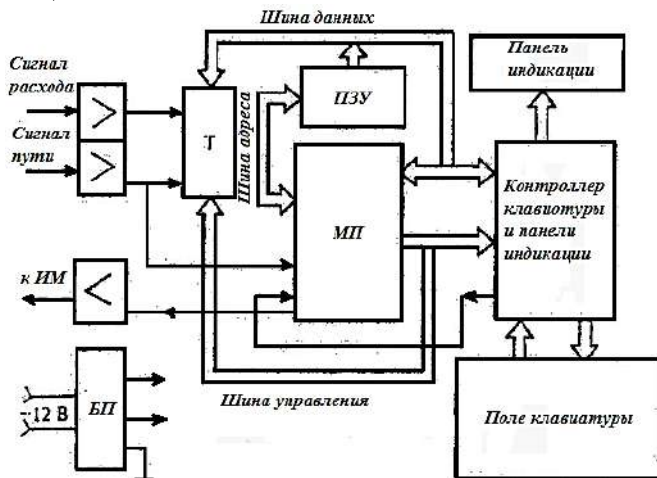 Шина данных
Сигнал
расхода
Сигнал
пути
Т
Шина адреса
ПЗУ
Панель
индикации
МП
Контроллер
клавиотуры
и панели
индикации
к ИМ
Шина управления
Поле клавиатуры
~12 В
БП